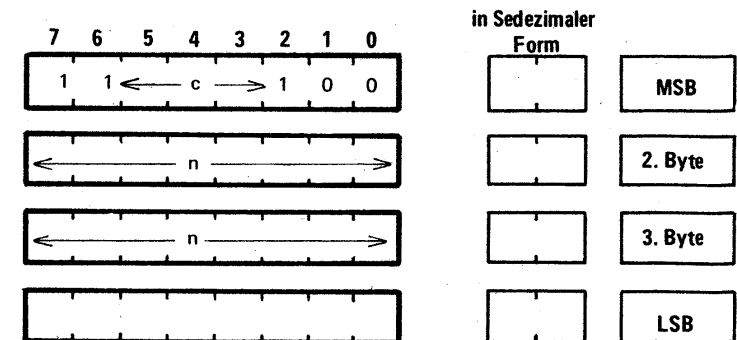 in Sedezimaler
Form
7 6 5 4 3 2 1 0
1 1 c 1 0 0 MSB
n 2. Byte
n 3. Byte
LSB